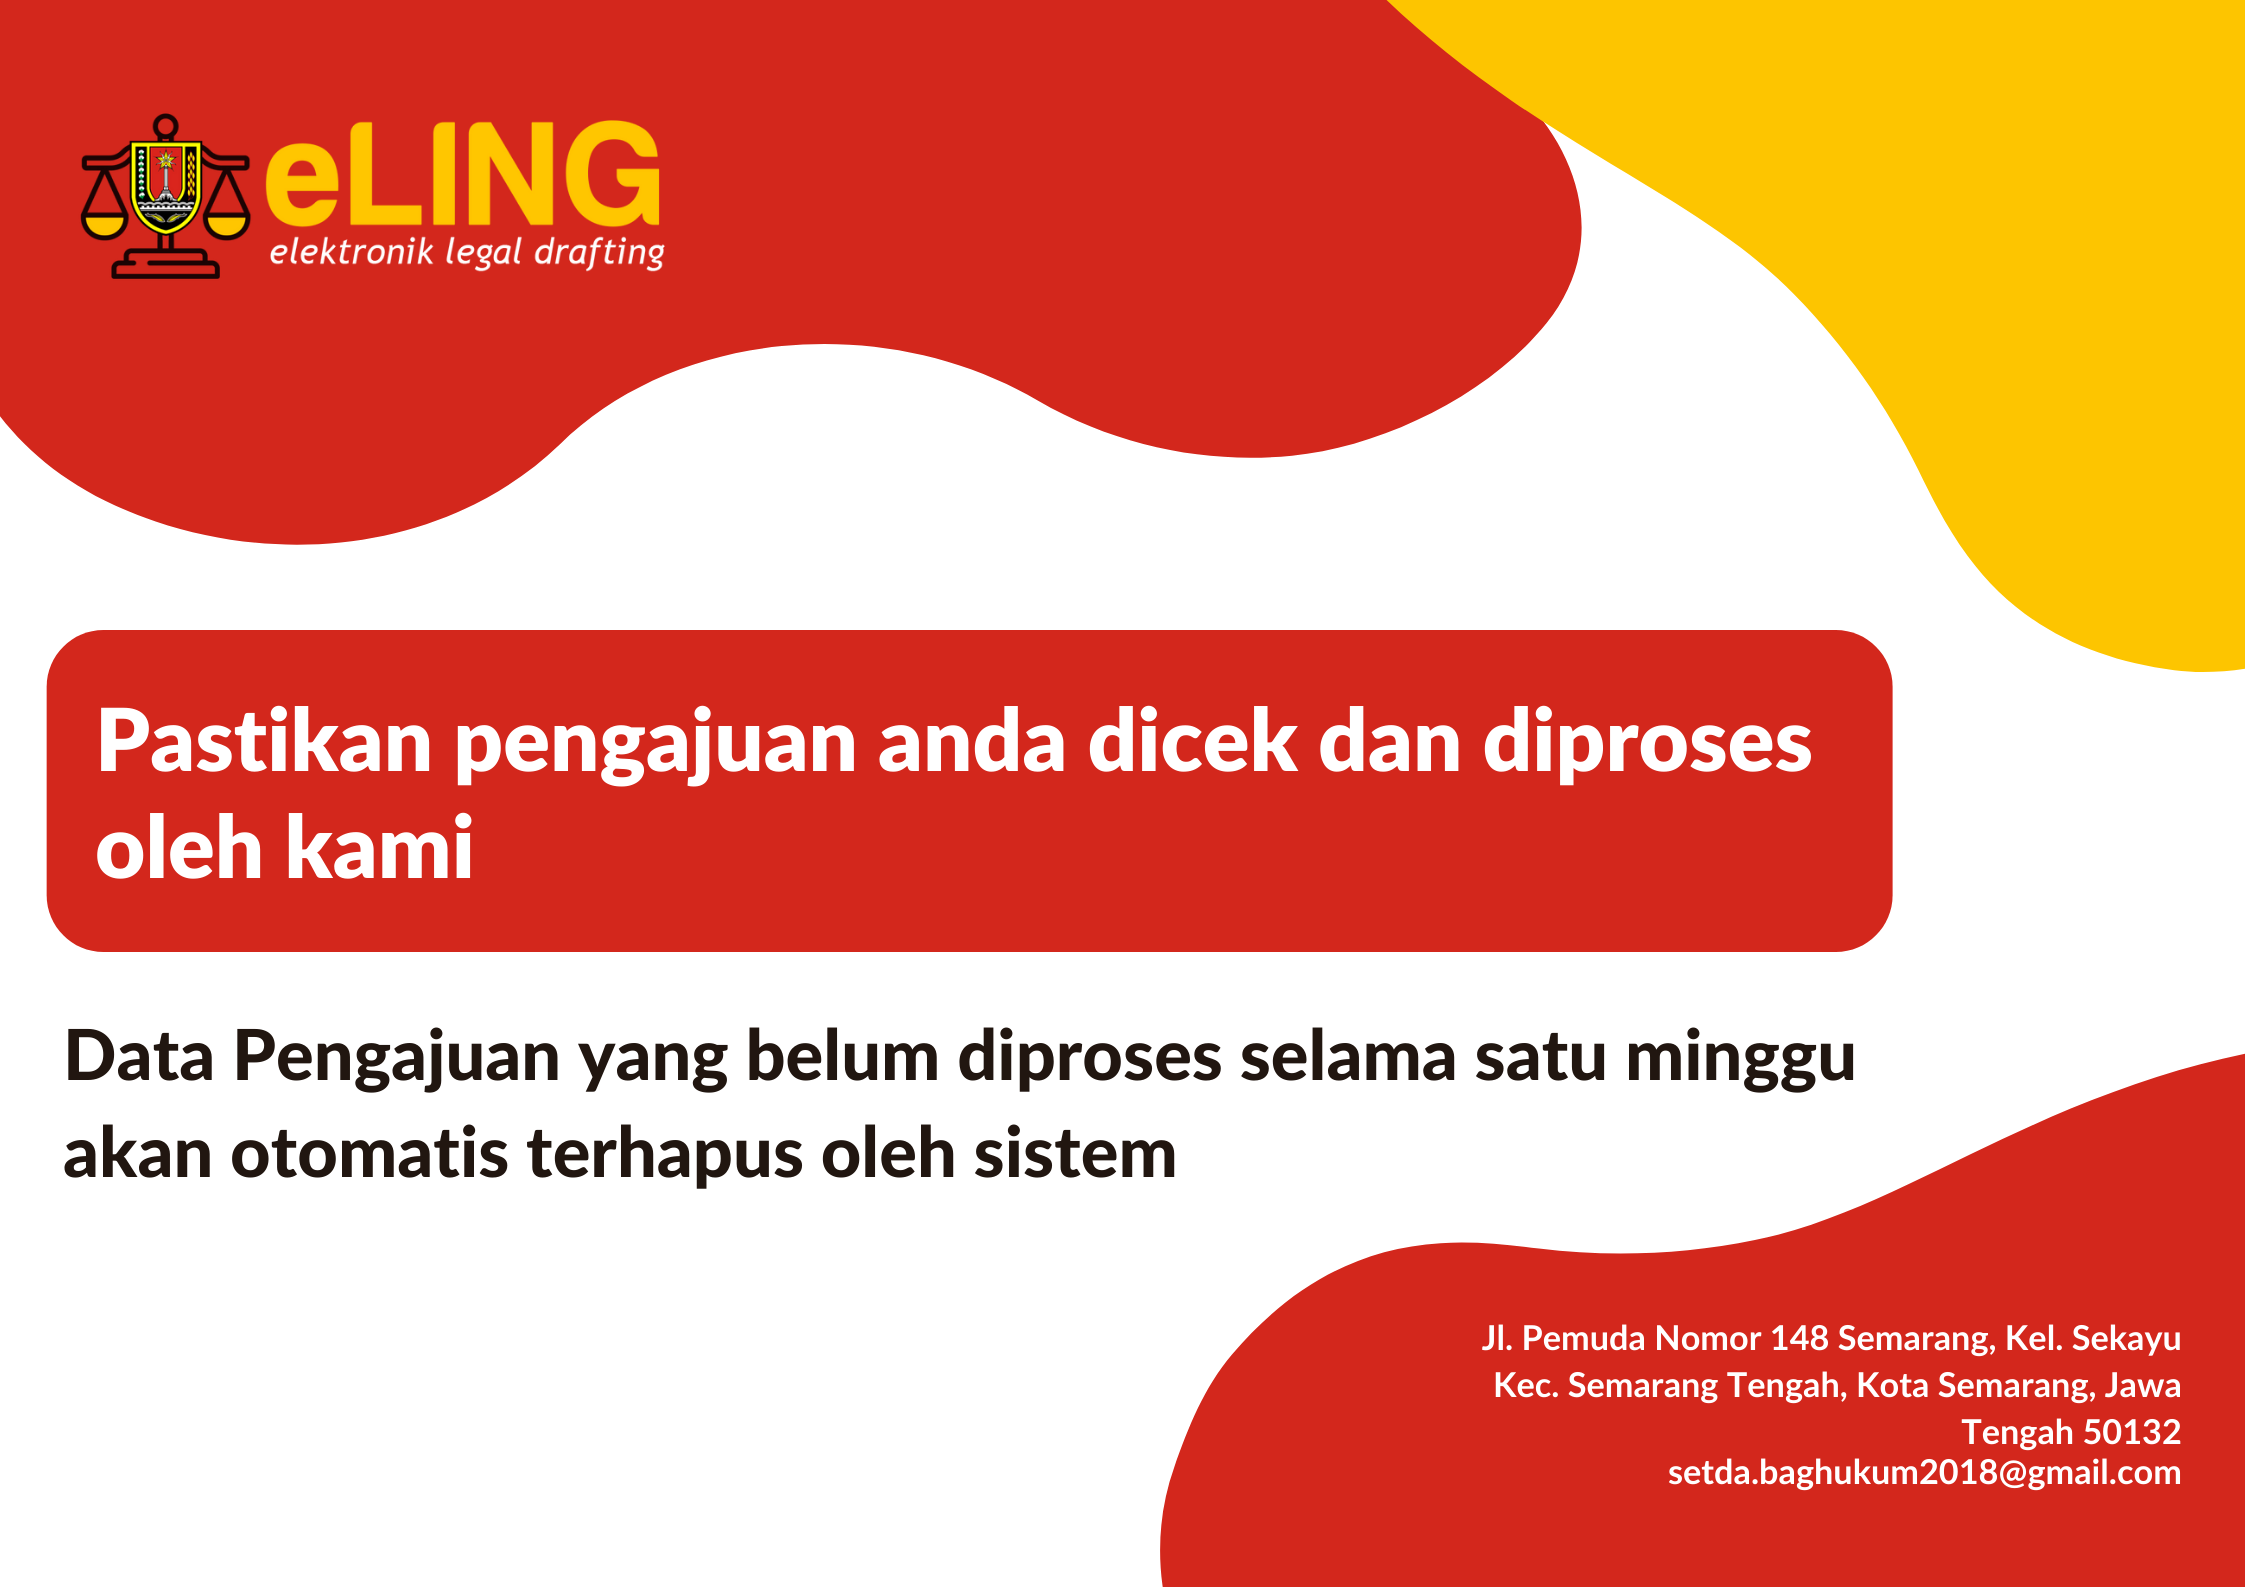 eLING
elektronik legal drafting
Pastikan pengajuan anda dicek dan diproses
oleh kami
Data Pengajuan yang belum diproses selama satu minggu
akan otomatis terhapus oleh sistem
Jl. Pemuda Nomor 148 Semarang, Kel. Sekayu
Kec. Semarang Tengah, Kota Semarang, Jawa
Tengah 50132
setda.baghukum2018@gmail.com